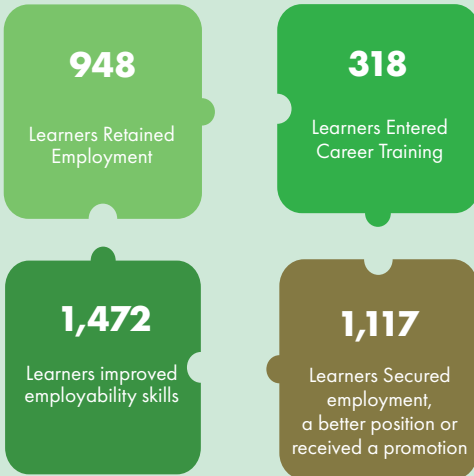 948
Learners Retained
Employment
318
Learners Entered
Career Training
1,472
Learners improved
employability skills
1,117
Learners Secured
employment,
a better position or
received a promotion